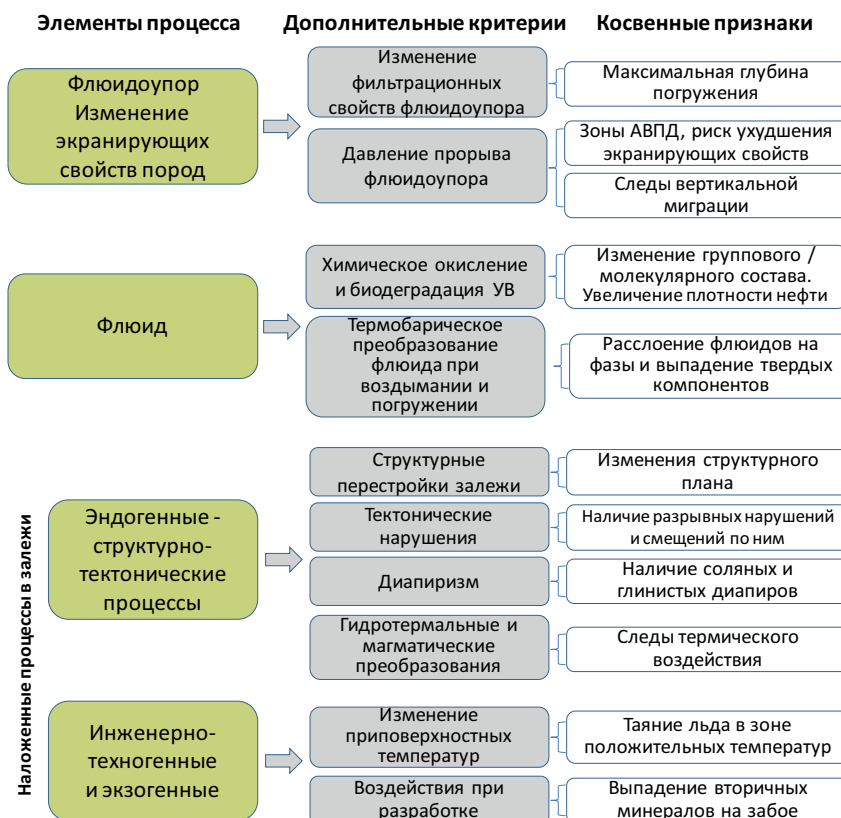 Элементы процесса
Дополнительные критерии
Косвенные признаки
Флюидоупор
Изменение
экранирующих
свойств пород
Изменение
фильтрационных
свойств флюидоупора
Максимальная глубина
погружения
Давление прорыва
флюидоупора
Зоны АВПД, риск ухудшения
экранирующих свойств
Следы вертикальной
миграции
Флюид
Химическое окисление
и биодеградация УВ
Изменение группового /
молекулярного состава.
Увеличение плотности нефти
Термобарическое
преобразование
флюида при
воздымании и
погружении
Расслоение флюидов на
фазы и выпадение твердых
компонентов
Наложенные процессы в залежи
Эндогенные -
структурно-
тектонические
процессы
Структурные
перестройки залежи
Изменения структурного
плана
Тектонические
нарушения
Наличие разрывных нарушений
и смещений по ним
Диапиризм
Наличие соляных и
глинистых диапиров
Гидротермальные и
магматические
преобразования
Следы термического
воздействия
Инженерно-
техногенные
и экзогенные
Изменение
приповерхностных
температур
Таяние льда в зоне
положительных температур
Воздействия при
разработке
Выпадение вторичных
минералов на забое